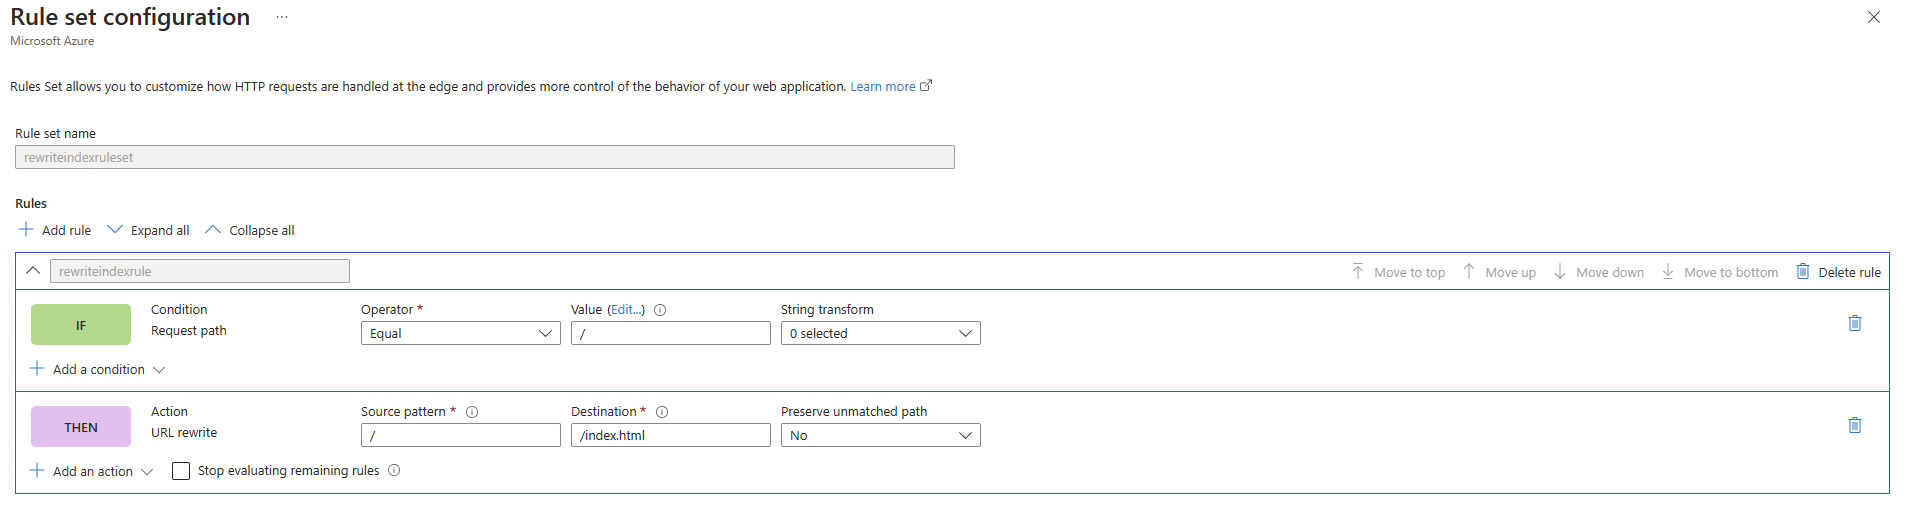 Rule set configuration ...
Microsoft Azure
Rules Set allows you to customize how HTTP requests are handled at the edge and provides more control of the behavior of your web application. Learn more
Rule set name
rewriteindexruleset
Rules
Add rule Expand all Collapse all
rewriteindexrule Move to top Move up Move down Move to bottom Delete rule
IF
Condition Operator * Value (Edit...) String transform
Request path Equal / 0 selected
Add a condition
THEN
Action Source pattern * Destination * Preserve unmatched path
URL rewrite / /index.html No
Add an action Stop evaluating remaining rules